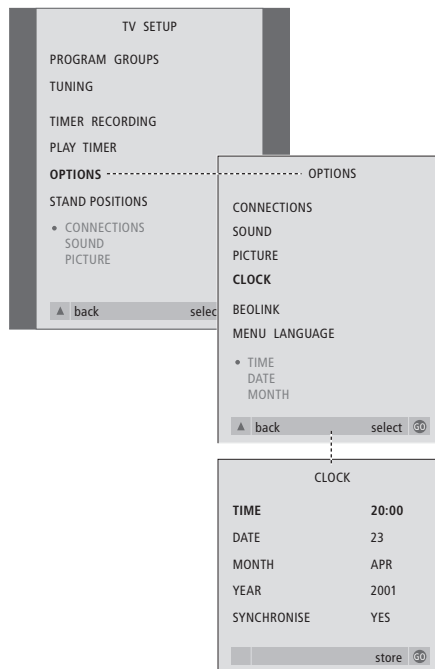 TV SETUP
PROGRAM GROUPS
TUNING
TIMER RECORDING
PLAY TIMER
OPTIONS
STAND POSITIONS
• CONNECTIONS
SOUND
PICTURE
▲ back selec
OPTIONS
CONNECTIONS
SOUND
PICTURE
CLOCK
BEOLINK
MENU LANGUAGE
• TIME
DATE
MONTH
▲ back select GO
CLOCK
TIME 20:00
DATE 23
MONTH APR
YEAR 2001
SYNCHRONISE YES
store GO